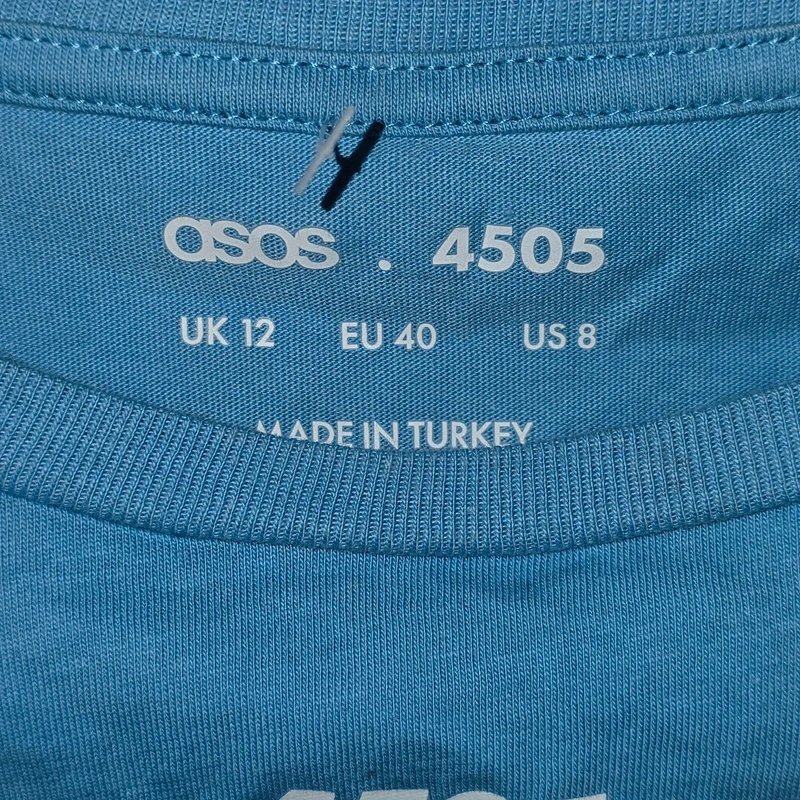 asos . 4505
UK 12 EU 40 US 8
MADE IN TURKEY